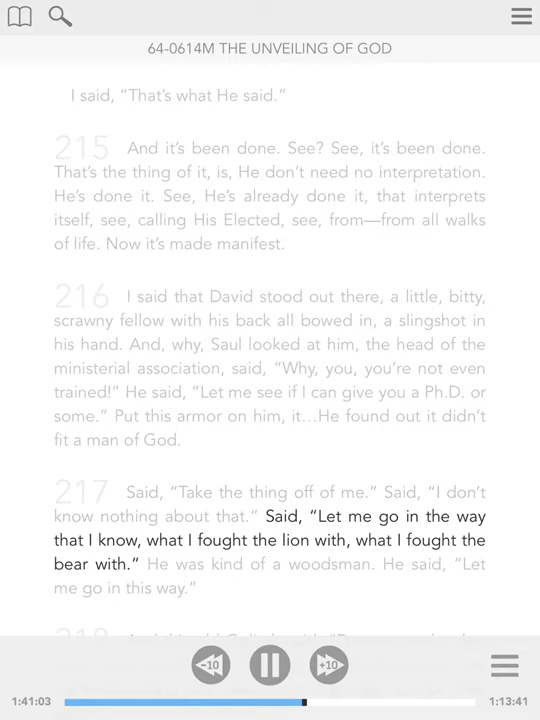 64-0614M THE UNVEILING OF GOD
I said, “That’s what He said.”
215 And it’s been done. See? See, it’s been done.
That’s the thing of it, is, He don’t need no interpretation.
He’s done it. See, He’s already done it, that interprets
itself, see, calling His Elected, see, from—from all walks
of life. Now it’s made manifest.
216 I said that David stood out there, a little, bitty,
scrawny fellow with his back all bowed in, a slingshot in
his hand. And, why, Saul looked at him, the head of the
ministerial association, said, “Why, you, you’re not even
trained!” He said, “Let me see if I can give you a Ph.D. or
some.” Put this armor on him, it…He found out it didn’t
fit a man of God.
217 Said, “Take the thing off of me.” Said, “I don’t
know nothing about that.” Said, “Let me go in the way
that I know, what I fought the lion with, what I fought the
bear with.” He was kind of a woodsman. He said, “Let
me go in this way.”
218
-10
+10
1:41:03
1:13:41